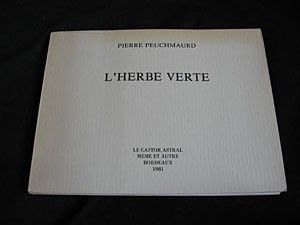 PIERRE PEUCHMAURD
L'HERBE VERTE
LE CASTOR ASTRAL
MEME ET AUTRE
BORDEAUX
1981